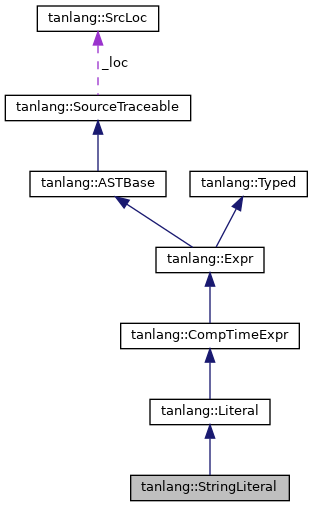 tanlang::SrcLoc
_loc
tanlang::SourceTraceable
tanlang::ASTBase
tanlang::Typed
tanlang::Expr
tanlang::CompTimeExpr
tanlang::Literal
tanlang::StringLiteral